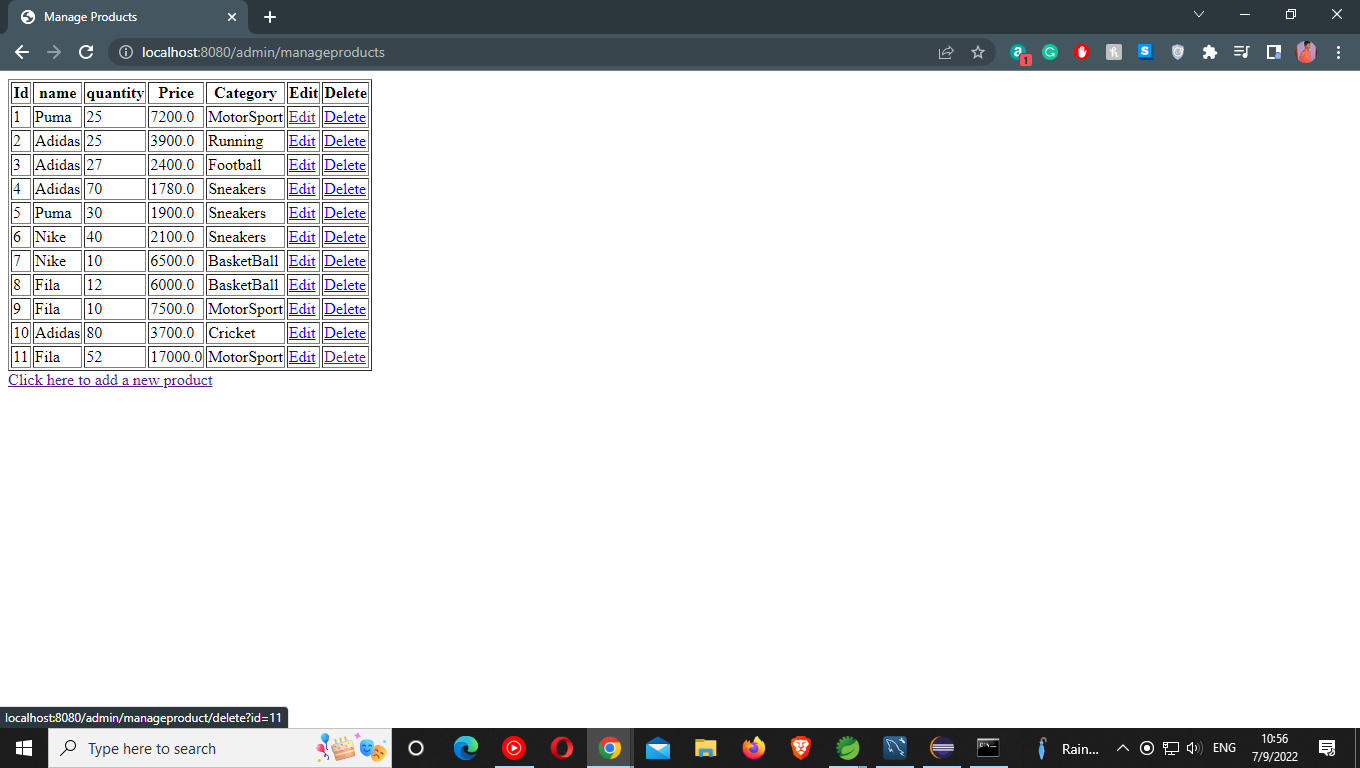 Manage Products
localhost:8080/admin/manageproducts
1
Id name quantity Price Category Edit Delete
1 Puma 25 7200.0 MotorSport Edit Delete
2 Adidas 25 3900.0 Running Edit Delete
3 Adidas 27 2400.0 Football Edit Delete
4 Adidas 70 1780.0 Sneakers Edit Delete
5 Puma 30 1900.0 Sneakers Edit Delete
6 Nike 40 2100.0 Sneakers Edit Delete
7 Nike 10 6500.0 BasketBall Edit Delete
8 Fila 12 6000.0 BasketBall Edit Delete
9 Fila 10 7500.0 MotorSport Edit Delete
10 Adidas 80 3700.0 Cricket Edit Delete
11 Fila 52 17000.0 MotorSport Edit Delete
Click here to add a new product
localhost:8080/admin/manageproduct/delete?id=11
Type here to search
Rain...
ENG
10:56
7/9/2022